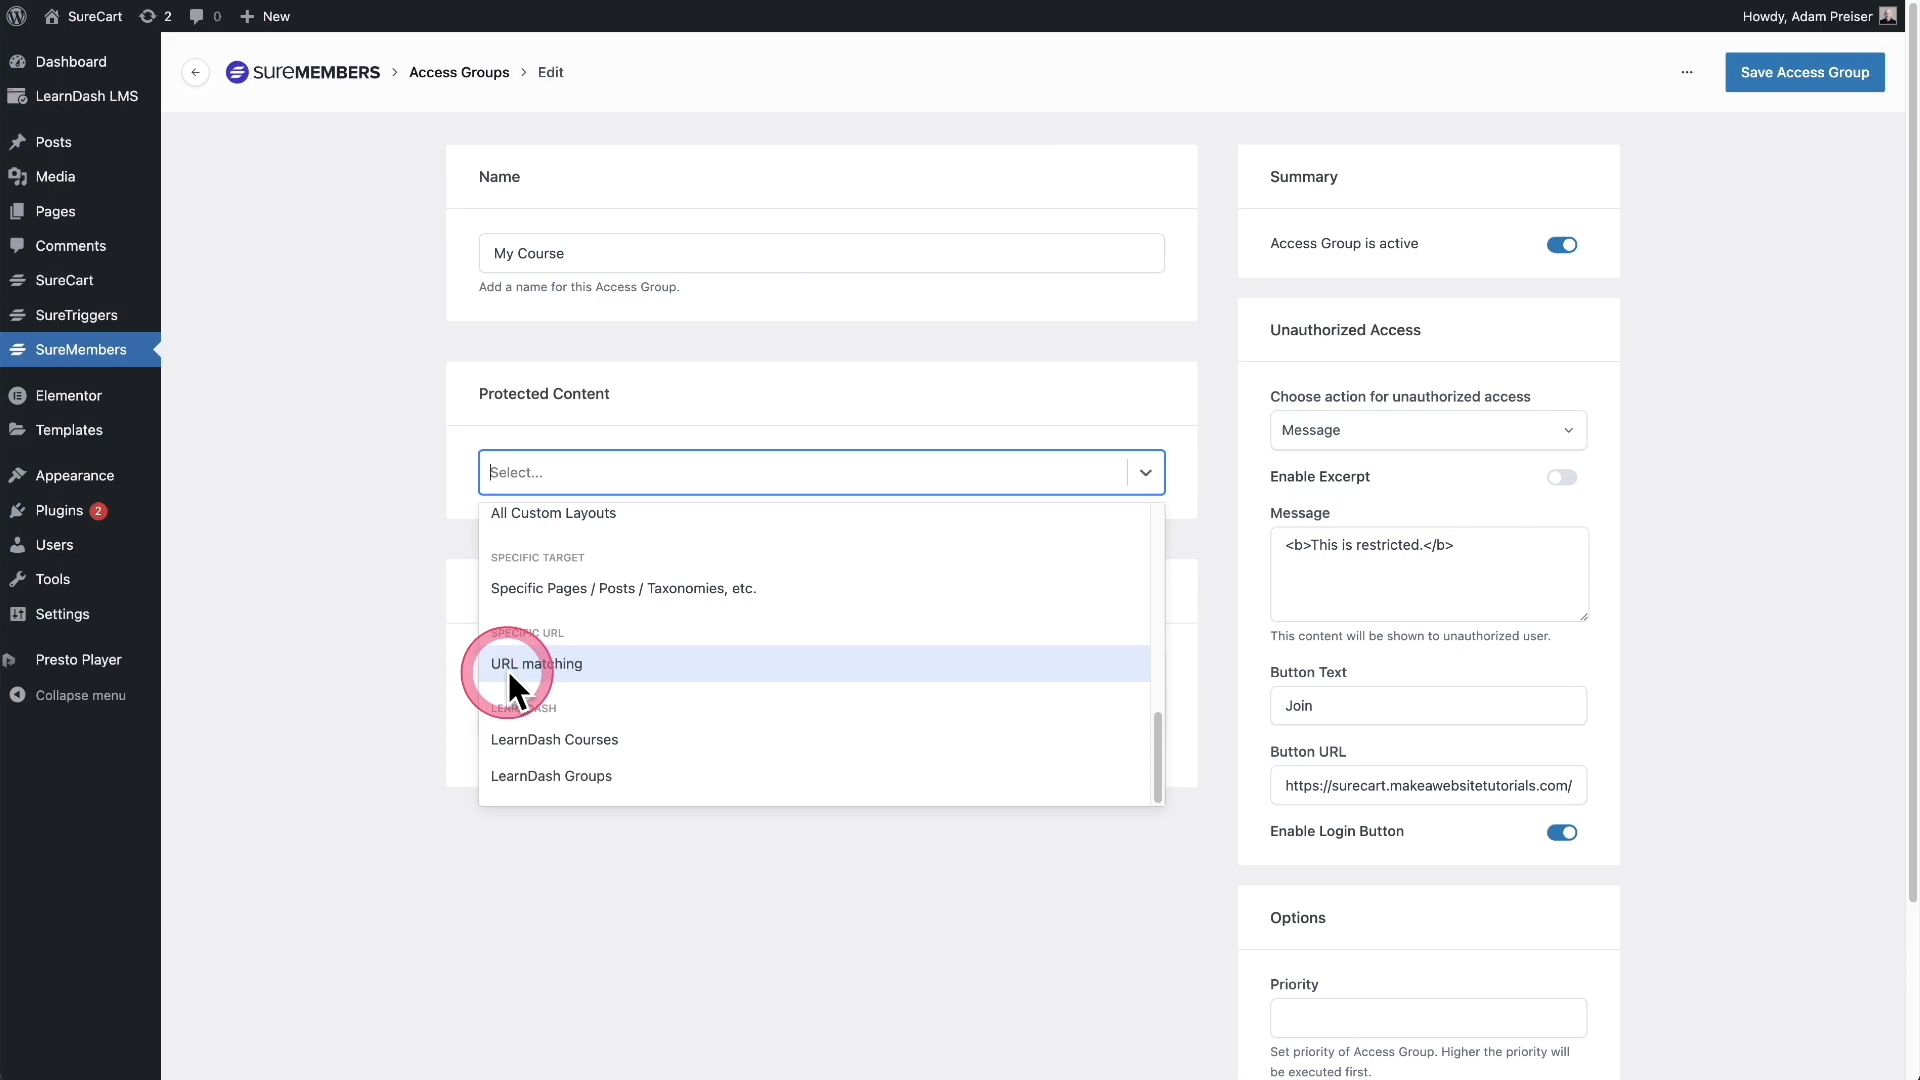 SureCart
2
0
New
Howdy, Adam Preiser
Dashboard
LearnDash LMS
Posts
Media
Pages
Comments
SureCart
SureTriggers
SureMembers
Elementor
Templates
Appearance
Plugins 2
Users
Tools
Settings
Presto Player
Collapse menu
sureMEMBERS > Access Groups > Edit
...
Save Access Group
Name
My Course
Add a name for this Access Group.
Protected Content
Select...
All Custom Layouts
SPECIFIC TARGET
Specific Pages / Posts / Taxonomies, etc.
SPECIFIC URL
URL matching
LEARNDASH
LearnDash Courses
LearnDash Groups
Summary
Access Group is active
Unauthorized Access
Choose action for unauthorized access
Message
Enable Excerpt
Message
<b>This is restricted.</b>
This content will be shown to unauthorized user.
Button Text
Join
Button URL
https://surecart.makeawebsitetutorials.com/
Enable Login Button
Options
Priority
Set priority of Access Group. Higher the priority will
be executed first.